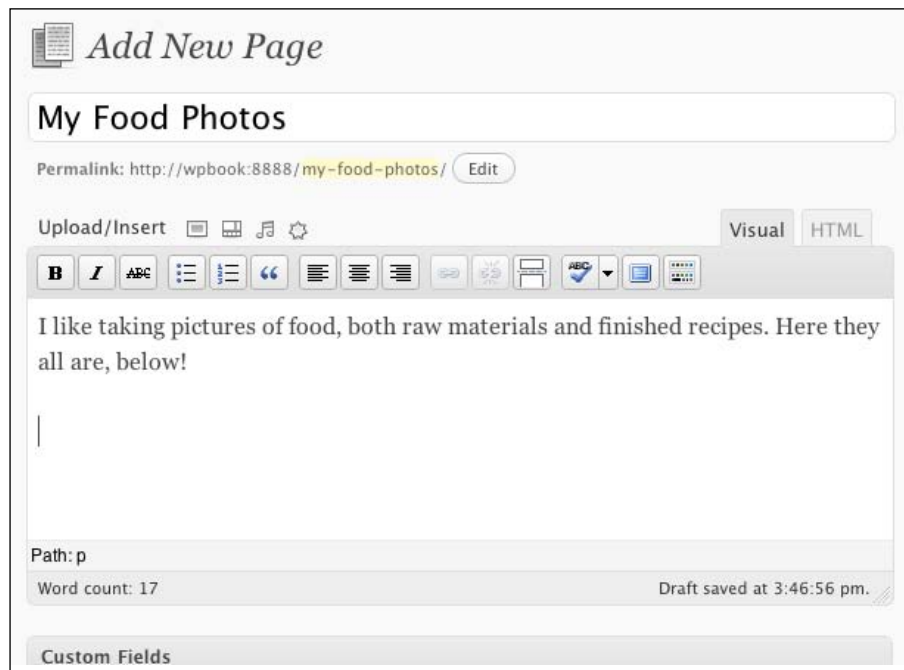 Add New Page
My Food Photos
Permalink: http://wpbook:8888/my-food-photos/ Edit
Upload/Insert
Visual HTML
B I ABC ABC
I like taking pictures of food, both raw materials and finished recipes. Here they
all are, below!
Path: p
Word count: 17 Draft saved at 3:46:56 pm.
Custom Fields